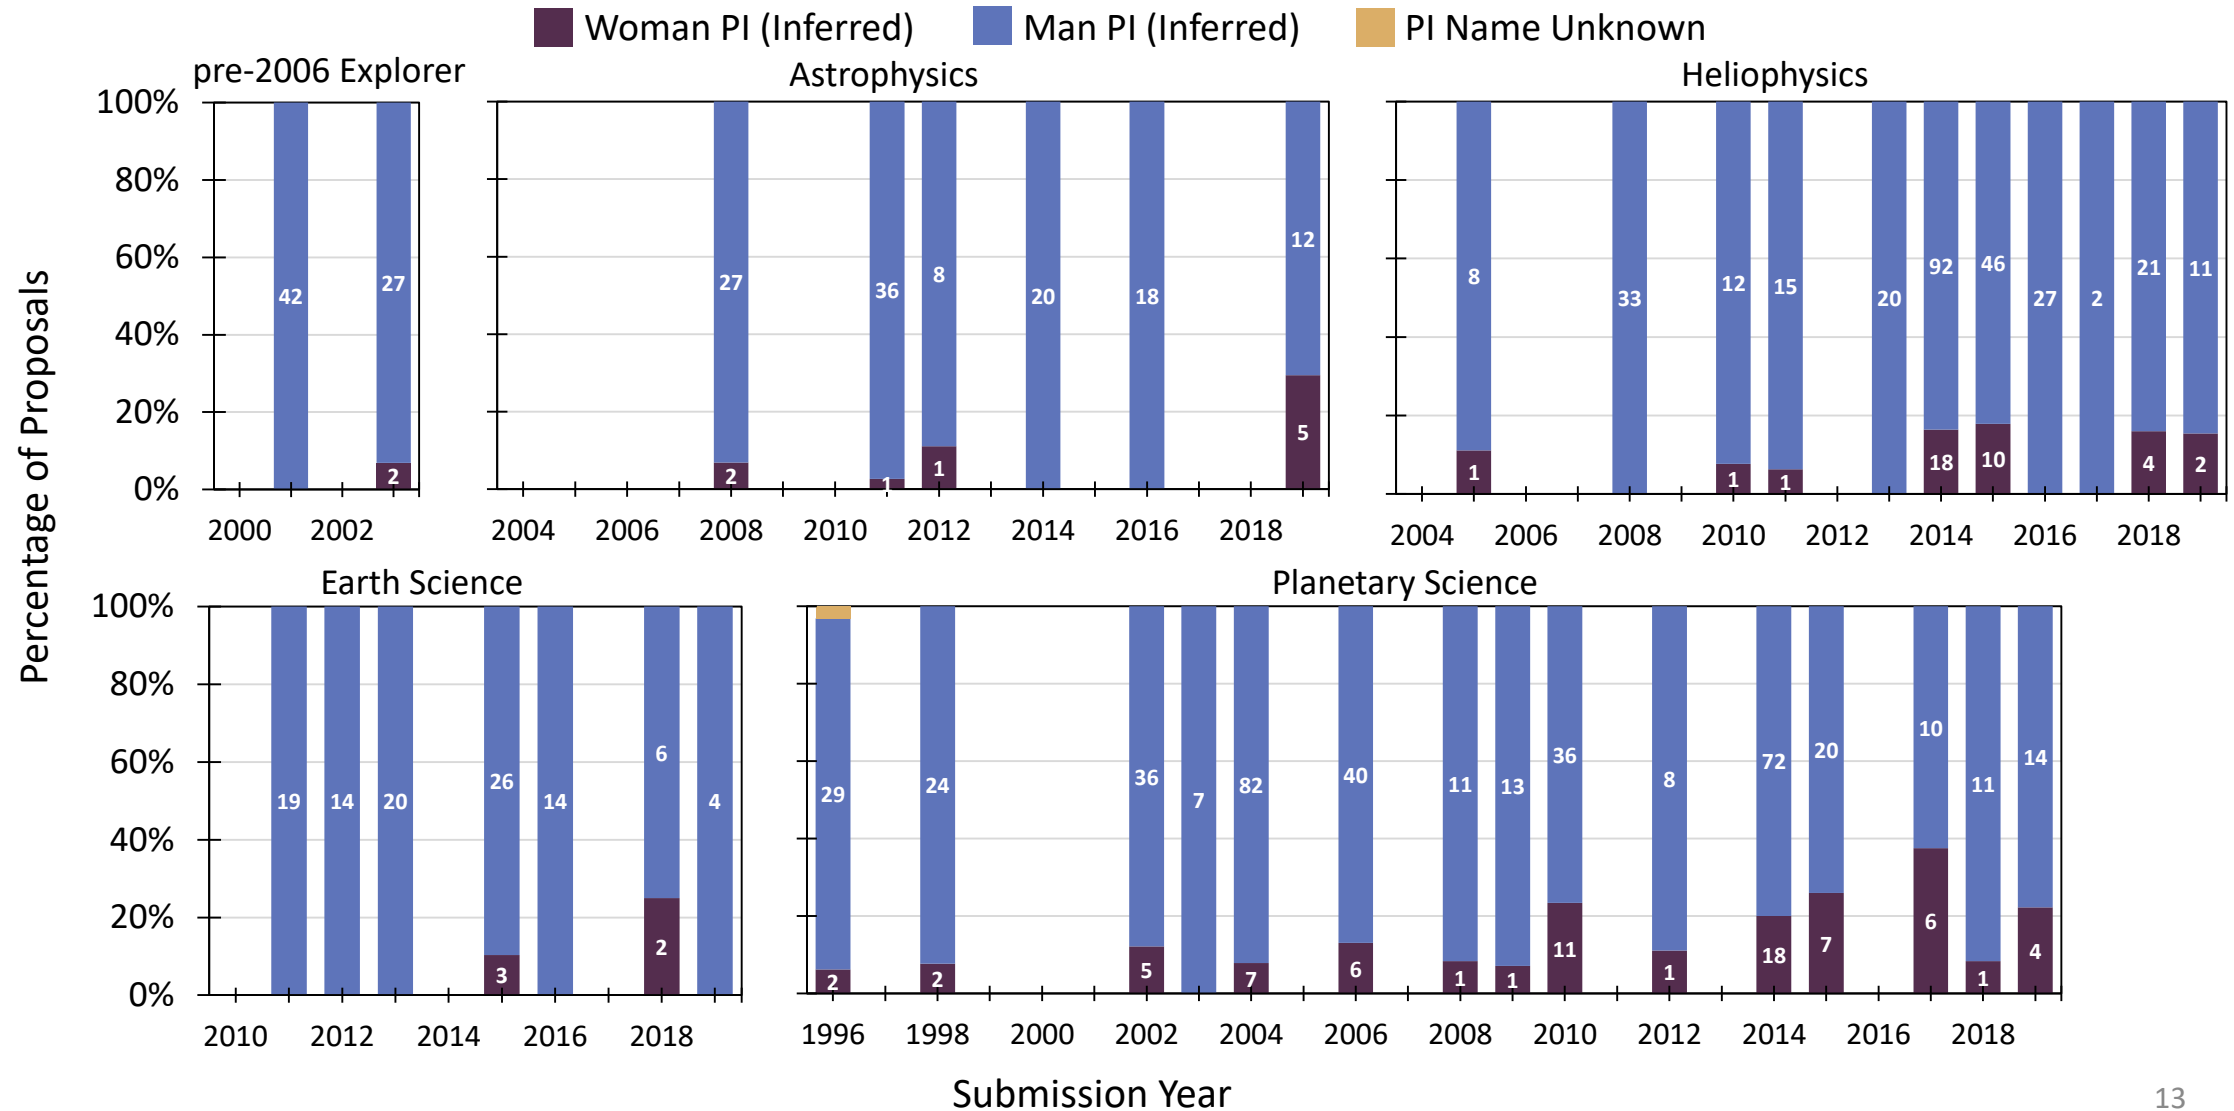 Woman PI (Inferred) Man PI (Inferred) PI Name Unknown
pre-2006 Explorer Astrophysics Heliophysics
Percentage of Proposals
100%
80%
60%
40%
20%
0%
42 27
2
2000 2002
27 36 8 20 18 12
2 1 1 5
2004 2006 2008 2010 2012 2014 2016 2018
8 33 12 15 20 92 46 27 2 21 11
1 1 1 18 10 4 2
2004 2006 2008 2010 2012 2014 2016 2018
Earth Science Planetary Science
100%
80%
60%
40%
20%
0%
19 14 20 26 14 6 4
3 2
2010 2012 2014 2016 2018
29 24 36 7 82 40 11 13 36 8 72 20 10 11 14
2 2 5 7 6 1 1 11 1 18 7 6 1 4
1996 1998 2000 2002 2004 2006 2008 2010 2012 2014 2016 2018
Submission Year
13